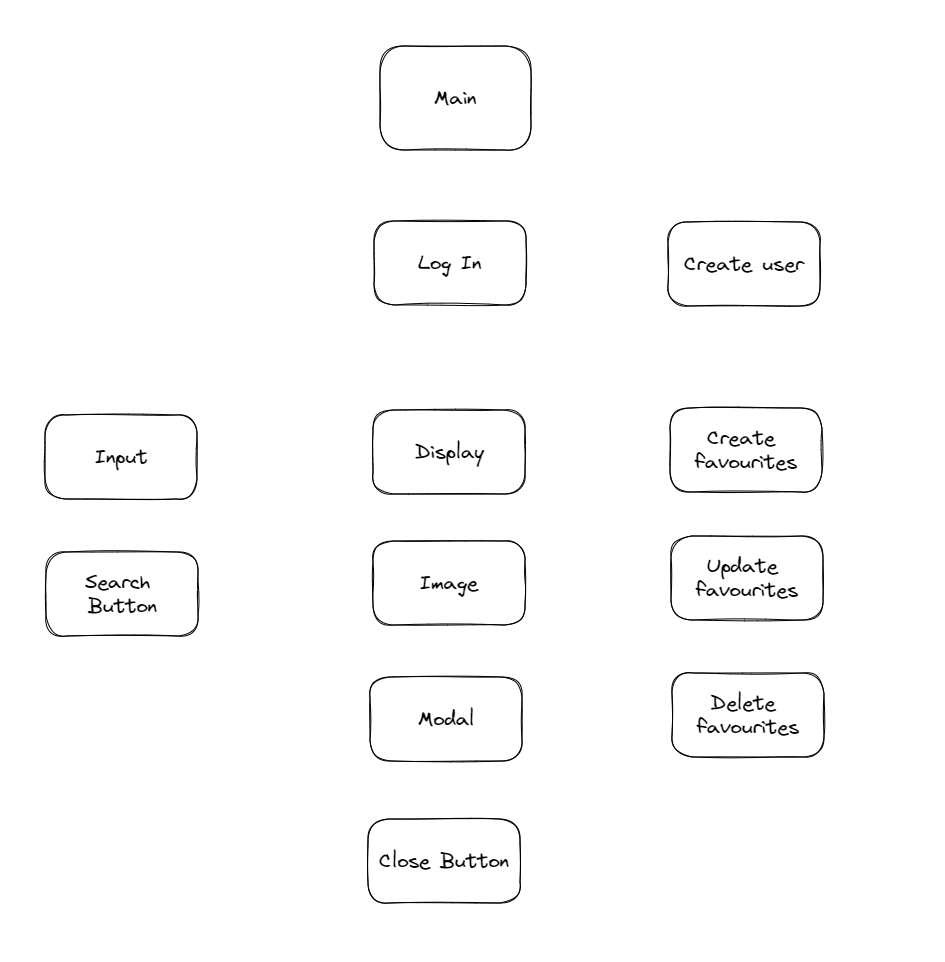 Main
Log In
Create user
Input
Display
Create
favourites
Search
Button
Image
Update
favourites
Modal
Delete
favourites
Close Button